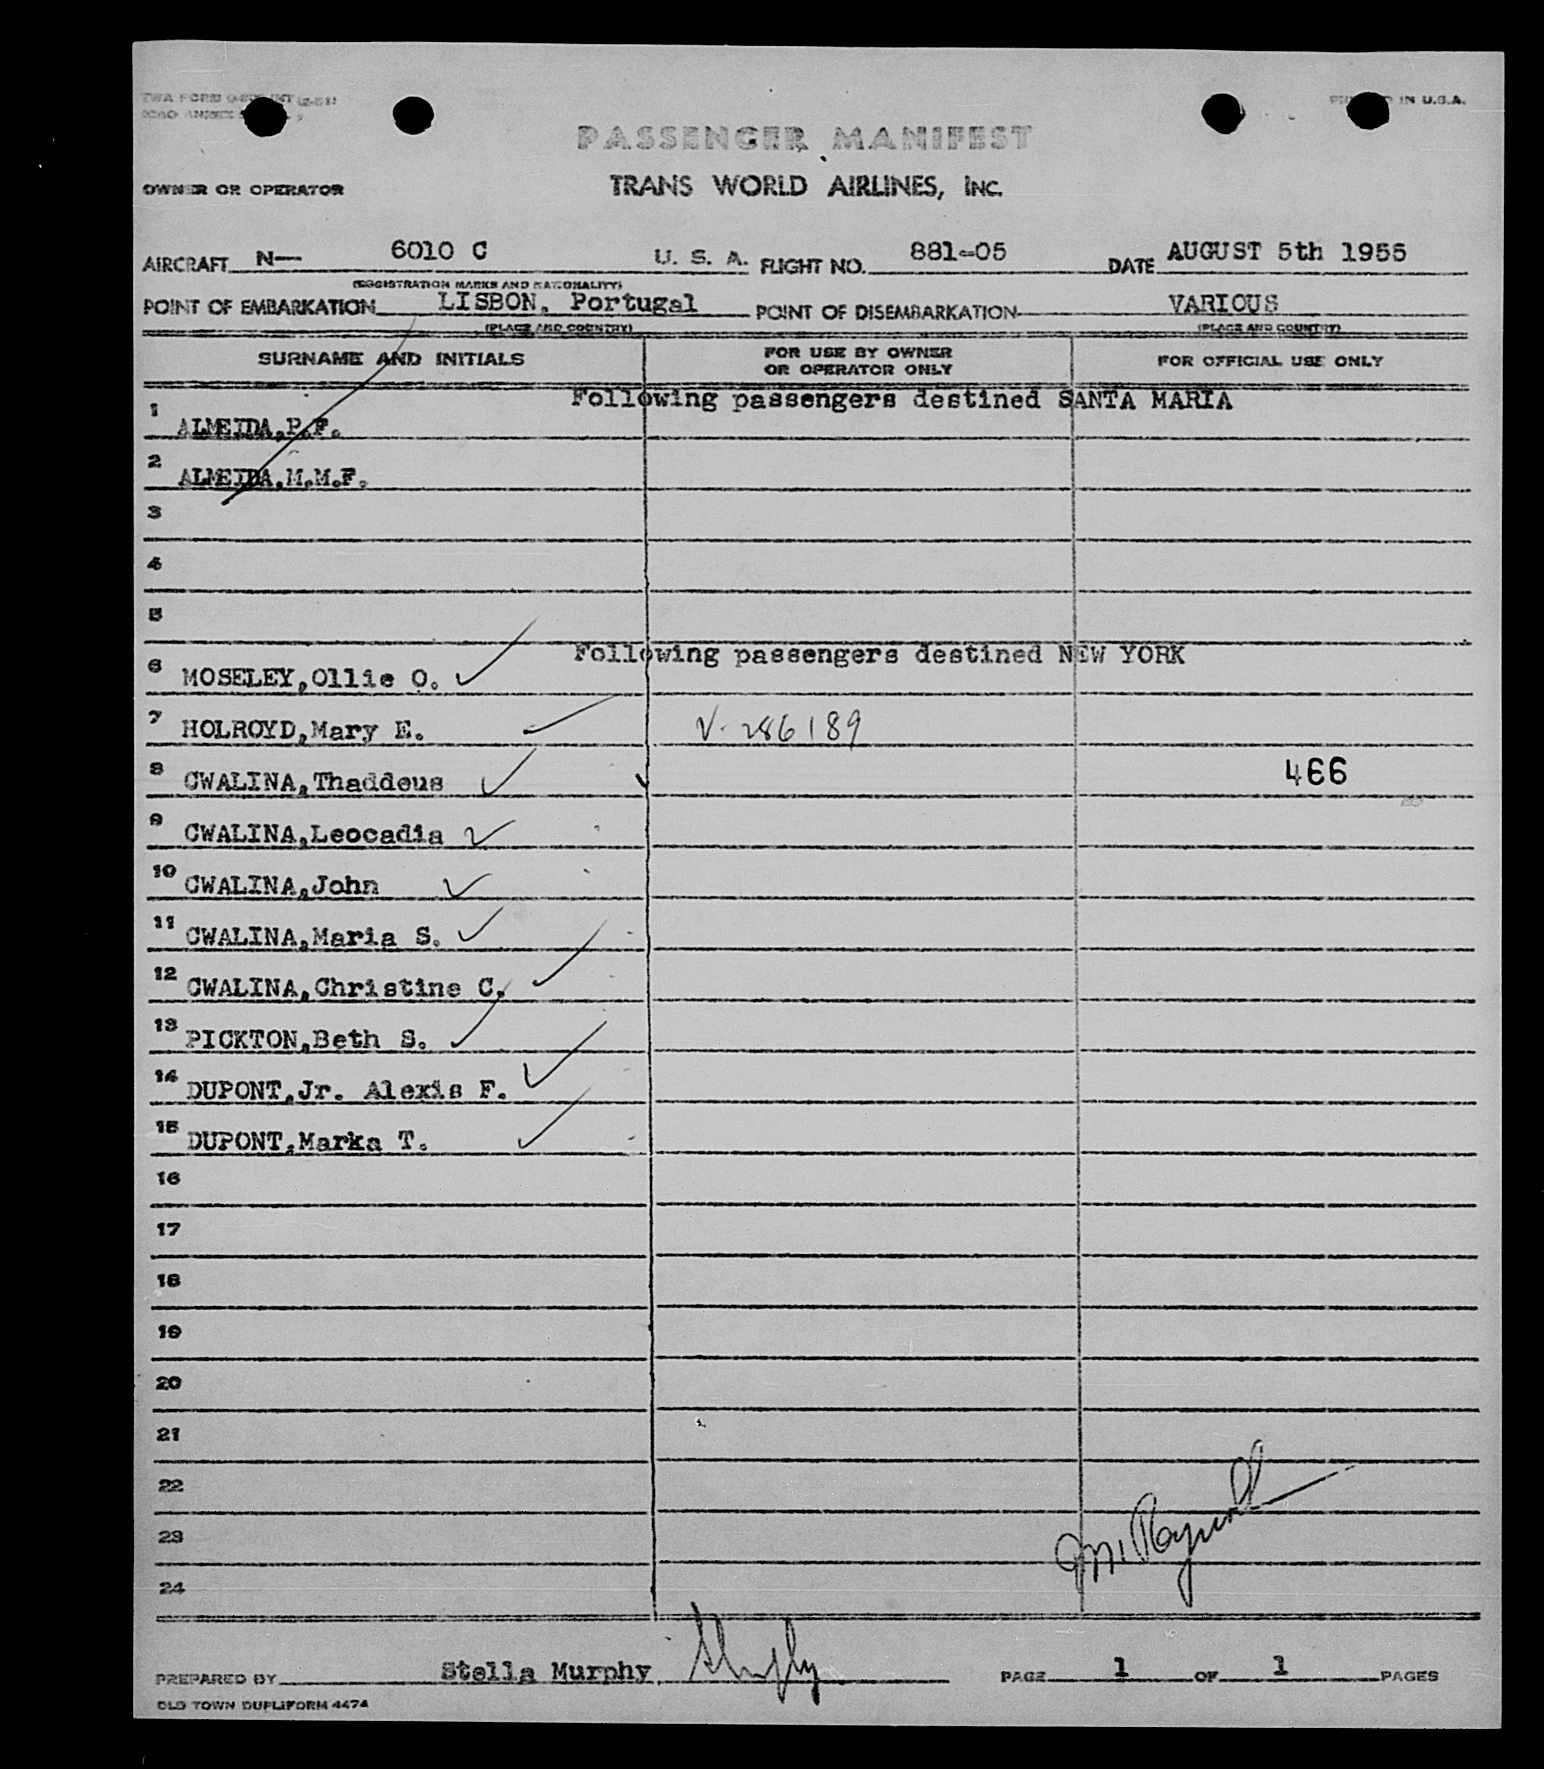 PRINTED IN U.S.A.
PASSENGER MANIFEST
OWNER OR OPERATOR TRANS WORLD AIRLINES, INC.
AIRCRAFT N— 6010 C U. S. A. FLIGHT NO. 881-05 DATE AUGUST 5th 1955
(REGISTRATION MARKS AND NATIONALITY)
POINT OF EMBARKATION LISBON, Portugal POINT OF DISEMBARKATION VARIOUS
(PLACE AND COUNTRY) (PLACE AND COUNTRY)
SURNAME AND INITIALS FOR USE BY OWNER OR OPERATOR ONLY FOR OFFICIAL USE ONLY
Following passengers destined SANTA MARIA
1 ALMEIDA,P.F.
2 ALMEIDA,M.M.F.
3
4
5
Following passengers destined NEW YORK
6 MOSELEY,Ollie O.
7 HOLROYD,Mary E. V-286189
8 CWALINA,Thaddeus 466
9 CWALINA,Leocadia
10 CWALINA,John
11 CWALINA,Maria S.
12 CWALINA,Christine C.
13 PICKTON,Beth S.
14 DUPONT,Jr. Alexis F.
15 DUPONT,Marka T.
16
17
18
19
20
21
22
23
24
PREPARED BY Stella Murphy PAGE 1 OF 1 PAGES
OLD TOWN DUPLIFORM 4474